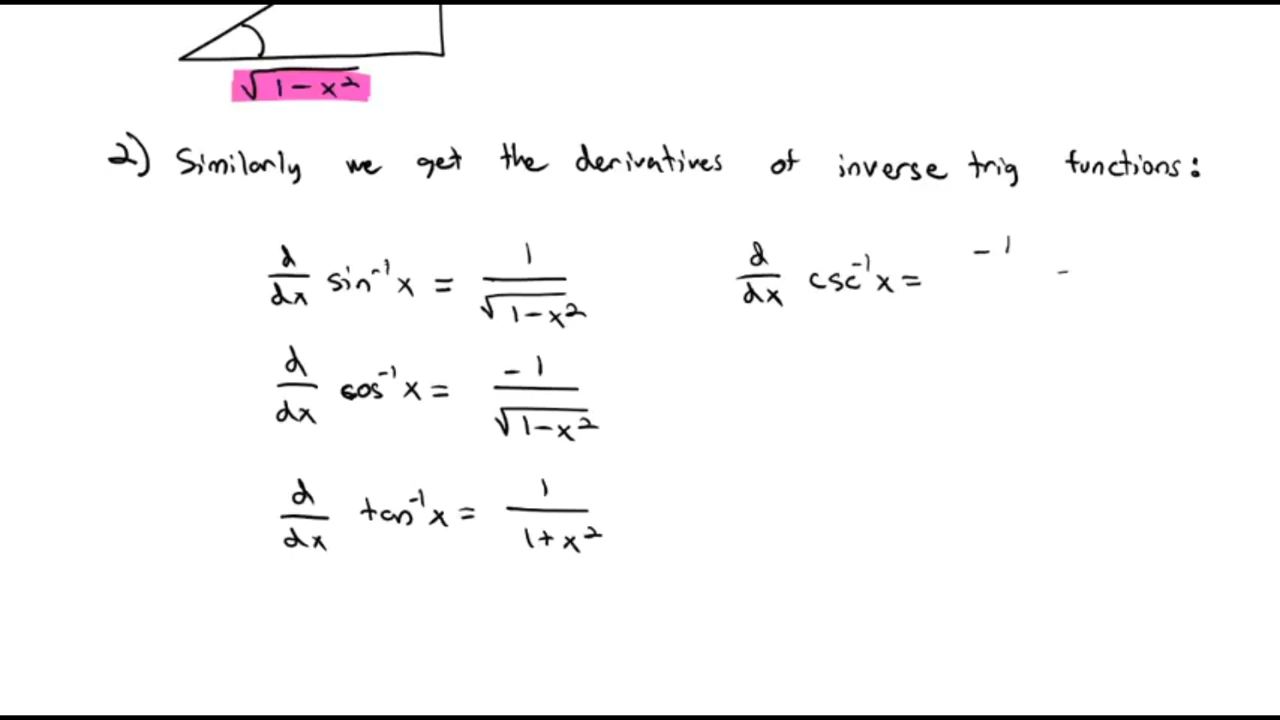 √(1-x²)
2) Similarly we get the derivatives of inverse trig functions:
d/dx sin⁻¹x = 1/√(1-x²)
d/dx csc⁻¹x = -1
d/dx cos⁻¹x = -1/√(1-x²)
d/dx tan⁻¹x = 1/(1+x²)